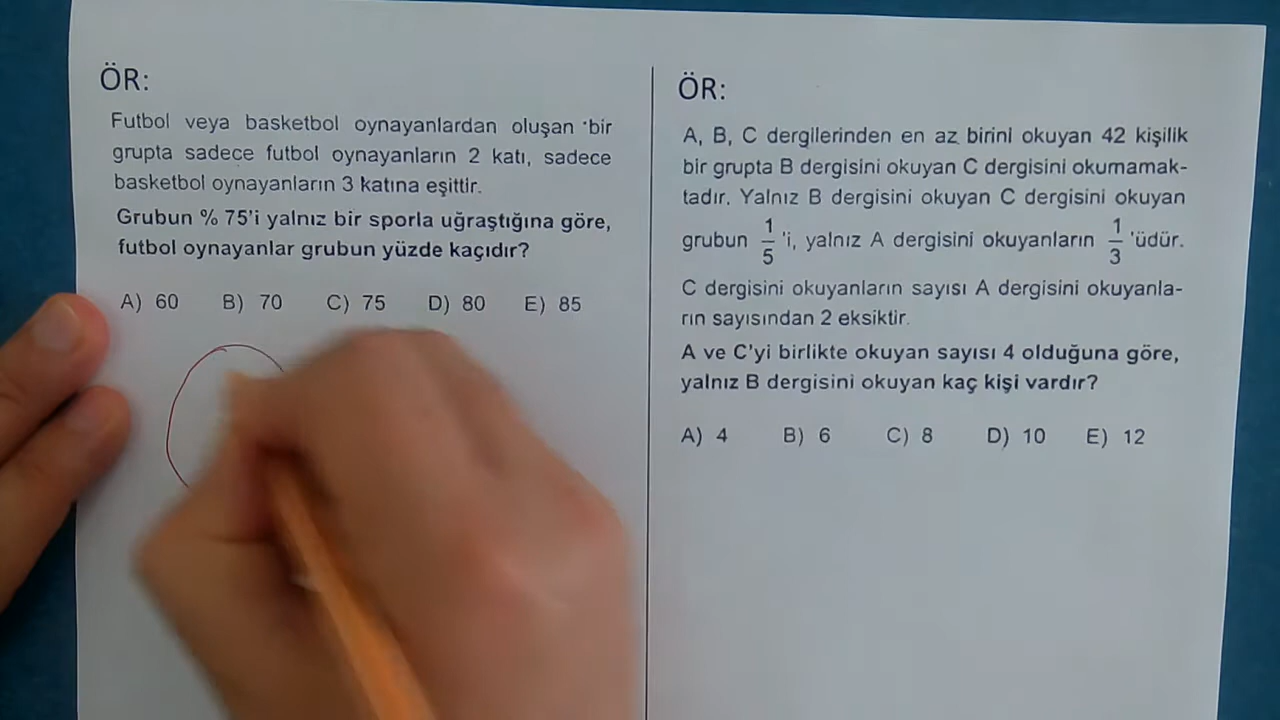 ÖR:
Futbol veya basketbol oynayanlardan oluşan bir
grupta sadece futbol oynayanların 2 katı, sadece
basketbol oynayanların 3 katına eşittir.
Grubun % 75'i yalnız bir sporla uğraştığına göre,
futbol oynayanlar grubun yüzde kaçıdır?
A) 60 B) 70 C) 75 D) 80 E) 85
ÖR:
A, B, C dergilerinden en az birini okuyan 42 kişilik
bir grupta B dergisini okuyan C dergisini okumamak-
tadır. Yalnız B dergisini okuyan C dergisini okuyan
grubun 1/5 'i, yalnız A dergisini okuyanların 1/3 'üdür.
C dergisini okuyanların sayısı A dergisini okuyanla-
rın sayısından 2 eksiktir.
A ve C'yi birlikte okuyan sayısı 4 olduğuna göre,
yalnız B dergisini okuyan kaç kişi vardır?
A) 4 B) 6 C) 8 D) 10 E) 12